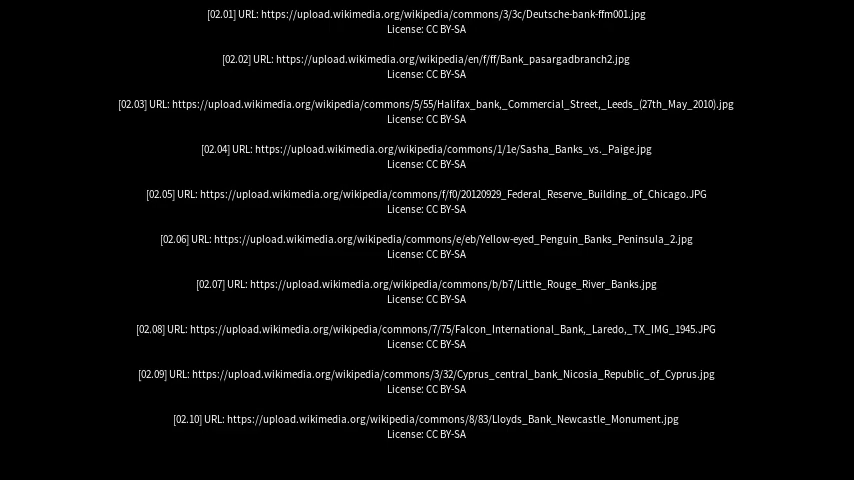 [02.01] URL: https://upload.wikimedia.org/wikipedia/commons/3/3c/Deutsche-bank-ffm001.jpg
License: CC BY-SA
[02.02] URL: https://upload.wikimedia.org/wikipedia/en/f/ff/Bank_pasargadbranch2.jpg
License: CC BY-SA
[02.03] URL: https://upload.wikimedia.org/wikipedia/commons/5/55/Halifax_bank,_Commercial_Street,_Leeds_(27th_May_2010).jpg
License: CC BY-SA
[02.04] URL: https://upload.wikimedia.org/wikipedia/commons/1/1e/Sasha_Banks_vs._Paige.jpg
License: CC BY-SA
[02.05] URL: https://upload.wikimedia.org/wikipedia/commons/f/f0/20120929_Federal_Reserve_Building_of_Chicago.JPG
License: CC BY-SA
[02.06] URL: https://upload.wikimedia.org/wikipedia/commons/e/eb/Yellow-eyed_Penguin_Banks_Peninsula_2.jpg
License: CC BY-SA
[02.07] URL: https://upload.wikimedia.org/wikipedia/commons/b/b7/Little_Rouge_River_Banks.jpg
License: CC BY-SA
[02.08] URL: https://upload.wikimedia.org/wikipedia/commons/7/75/Falcon_International_Bank,_Laredo,_TX_IMG_1945.JPG
License: CC BY-SA
[02.09] URL: https://upload.wikimedia.org/wikipedia/commons/3/32/Cyprus_central_bank_Nicosia_Republic_of_Cyprus.jpg
License: CC BY-SA
[02.10] URL: https://upload.wikimedia.org/wikipedia/commons/8/83/Lloyds_Bank_Newcastle_Monument.jpg
License: CC BY-SA